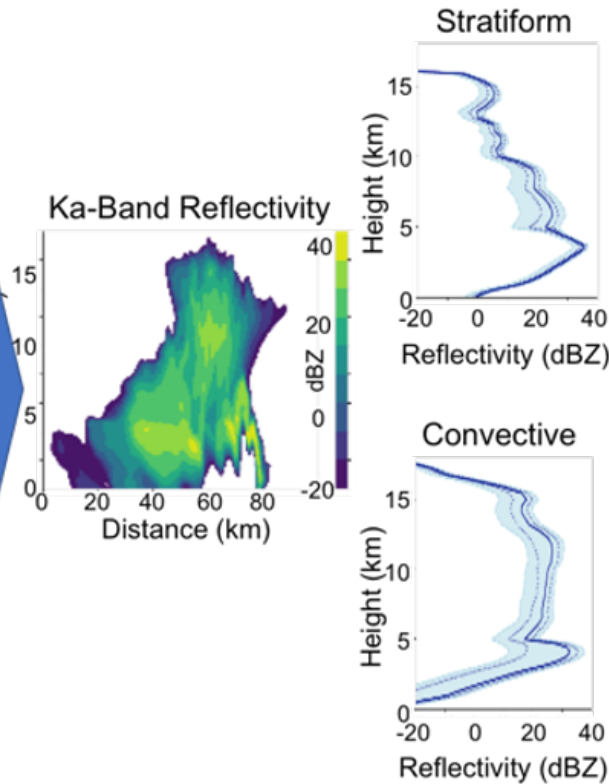 Stratiform
15
10
5
0
Height (km)
-20 0 20 40
Reflectivity (dBZ)
Ka-Band Reflectivity
15
10
5
0
0 20 40 60 80
Distance (km)
40
20
0
-20
dBZ
Convective
15
10
5
0
Height (km)
-20 0 20 40
Reflectivity (dBZ)